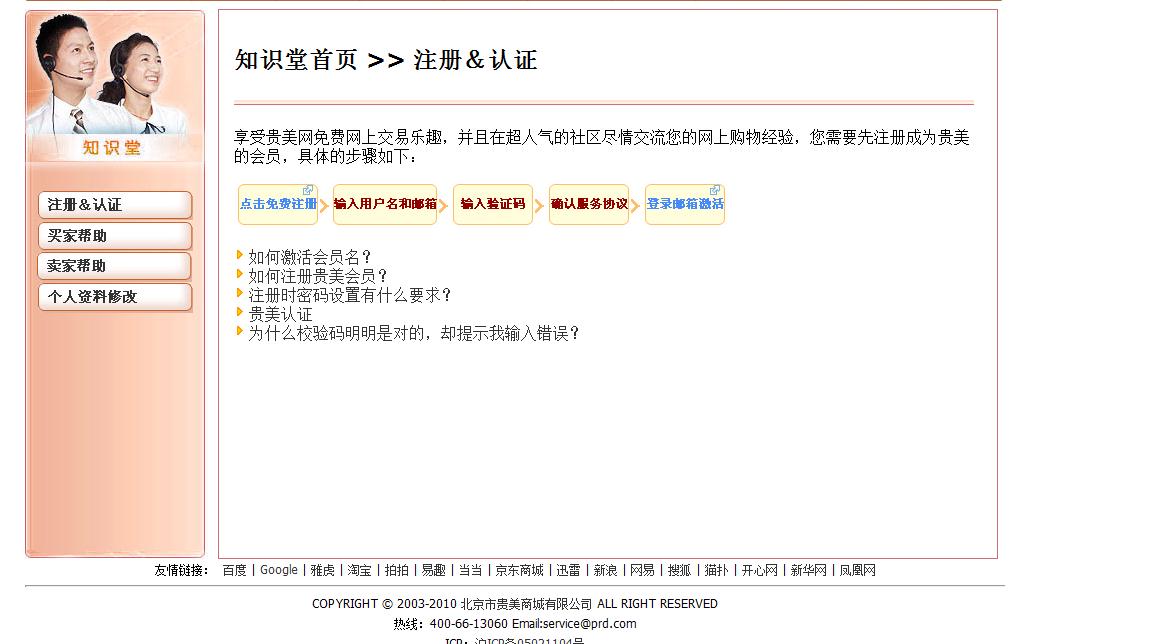 知识堂
注册＆认证
买家帮助
卖家帮助
个人资料修改
知识堂首页 >> 注册＆认证
享受贵美网免费网上交易乐趣，并且在超人气的社区尽情交流您的网上购物经验，您需要先注册成为贵美
的会员，具体的步骤如下：
点击免费注册 输入用户名和邮箱 输入验证码 确认服务协议 登录邮箱激活
如何激活会员名？
如何注册贵美会员？
注册时密码设置有什么要求？
贵美认证
为什么校验码明明是对的，却提示我输入错误？
友情链接： 百度 | Google | 雅虎 | 淘宝 | 拍拍 | 易趣 | 当当 | 京东商城 | 迅雷 | 新浪 | 网易 | 搜狐 | 猫扑 | 开心网 | 新华网 | 凤凰网
COPYRIGHT © 2003-2010 北京市贵美商城有限公司 ALL RIGHT RESERVED
热线：400-66-13060 Email:service@prd.com
ICP：沪ICP备05021104号